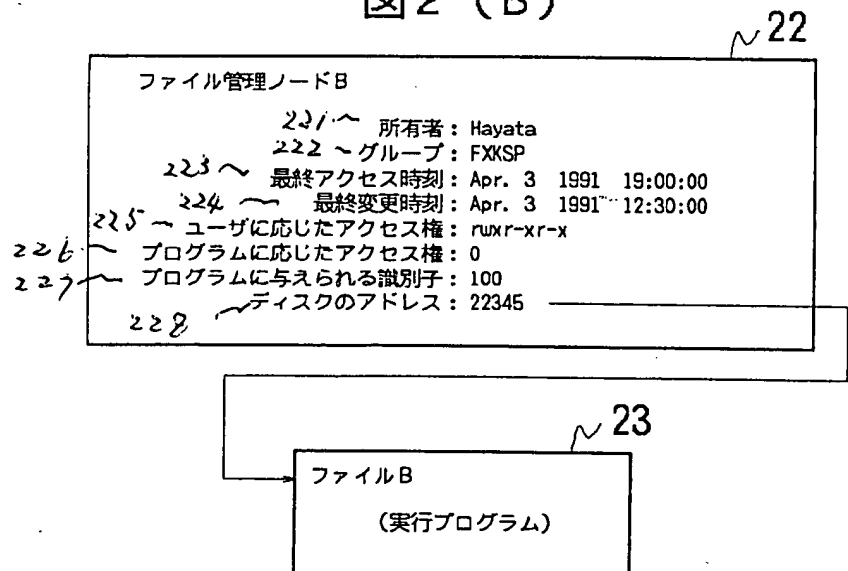 図2(B)
22
ファイル管理ノードB
221 所有者：Hayata
222 グループ：FXKSP
223 最終アクセス時刻：Apr. 3 1991 19:00:00
224 最終変更時刻：Apr. 3 1991 12:30:00
225 ユーザに応じたアクセス権：rwxr-xr-x
226 プログラムに応じたアクセス権：0
227 プログラムに与えられる識別子：100
228 ディスクのアドレス：22345
23
ファイルB
(実行プログラム)